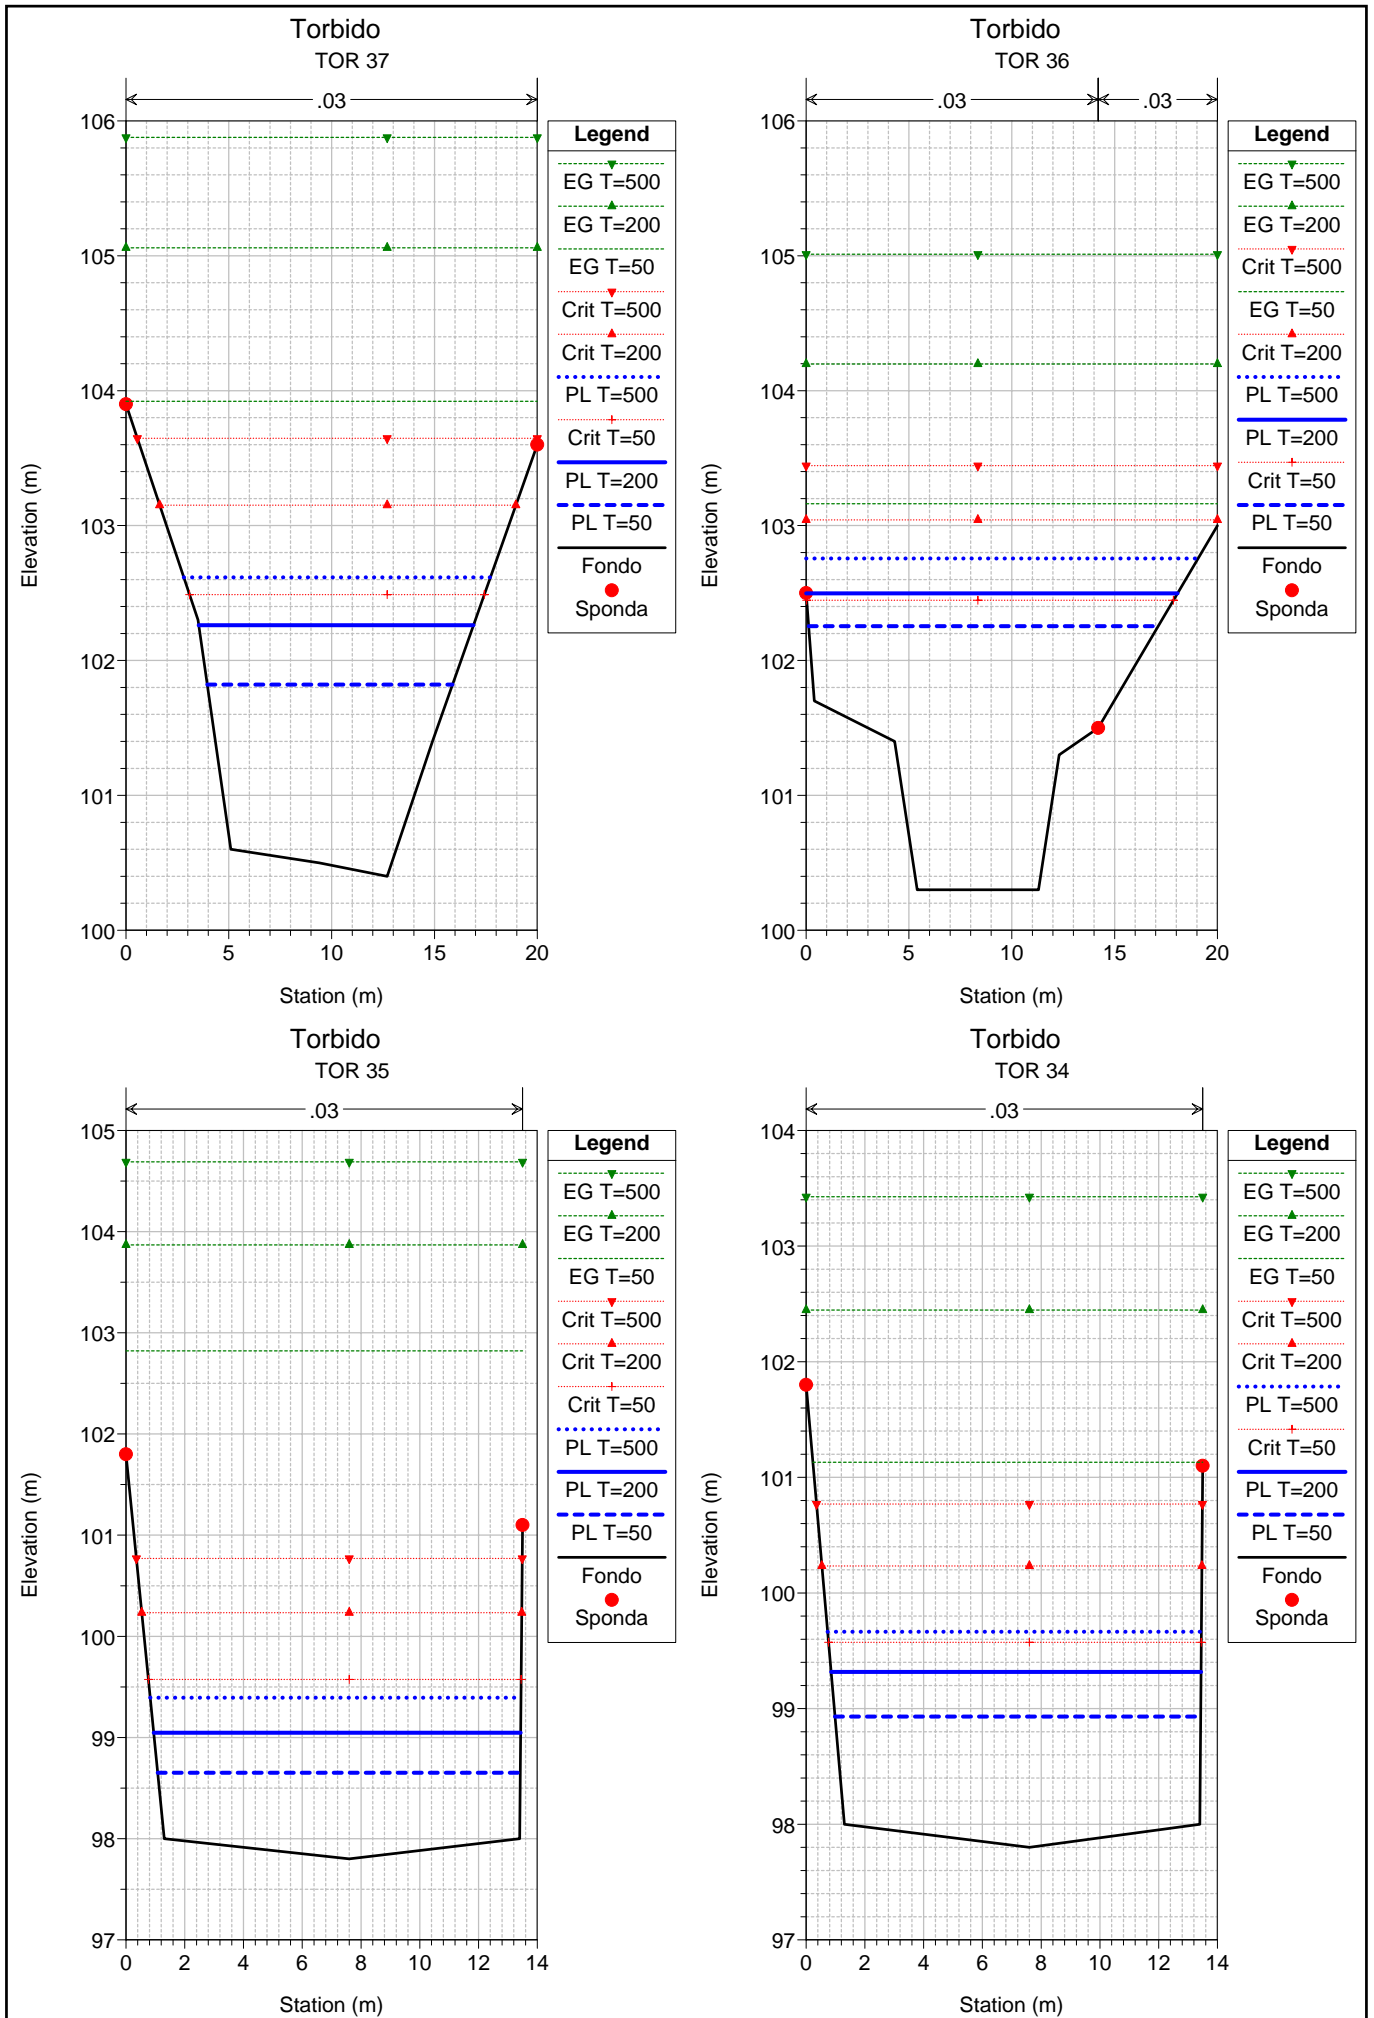 Torbido
TOR 37
.03
106
105
104
103
102
101
100
Elevation (m)
0 5 10 15 20
Station (m)
Legend
EG T=500
EG T=200
EG T=50
Crit T=500
Crit T=200
PL T=500
Crit T=50
PL T=200
PL T=50
Fondo
Sponda
Torbido
TOR 36
.03 .03
106
105
104
103
102
101
100
Elevation (m)
0 5 10 15 20
Station (m)
Legend
EG T=500
EG T=200
Crit T=500
EG T=50
Crit T=200
PL T=500
PL T=200
Crit T=50
PL T=50
Fondo
Sponda
Torbido
TOR 35
.03
105
104
103
102
101
100
99
98
97
Elevation (m)
0 2 4 6 8 10 12 14
Station (m)
Legend
EG T=500
EG T=200
EG T=50
Crit T=500
Crit T=200
Crit T=50
PL T=500
PL T=200
PL T=50
Fondo
Sponda
Torbido
TOR 34
.03
104
103
102
101
100
99
98
97
Elevation (m)
0 2 4 6 8 10 12 14
Station (m)
Legend
EG T=500
EG T=200
EG T=50
Crit T=500
Crit T=200
PL T=500
Crit T=50
PL T=200
PL T=50
Fondo
Sponda